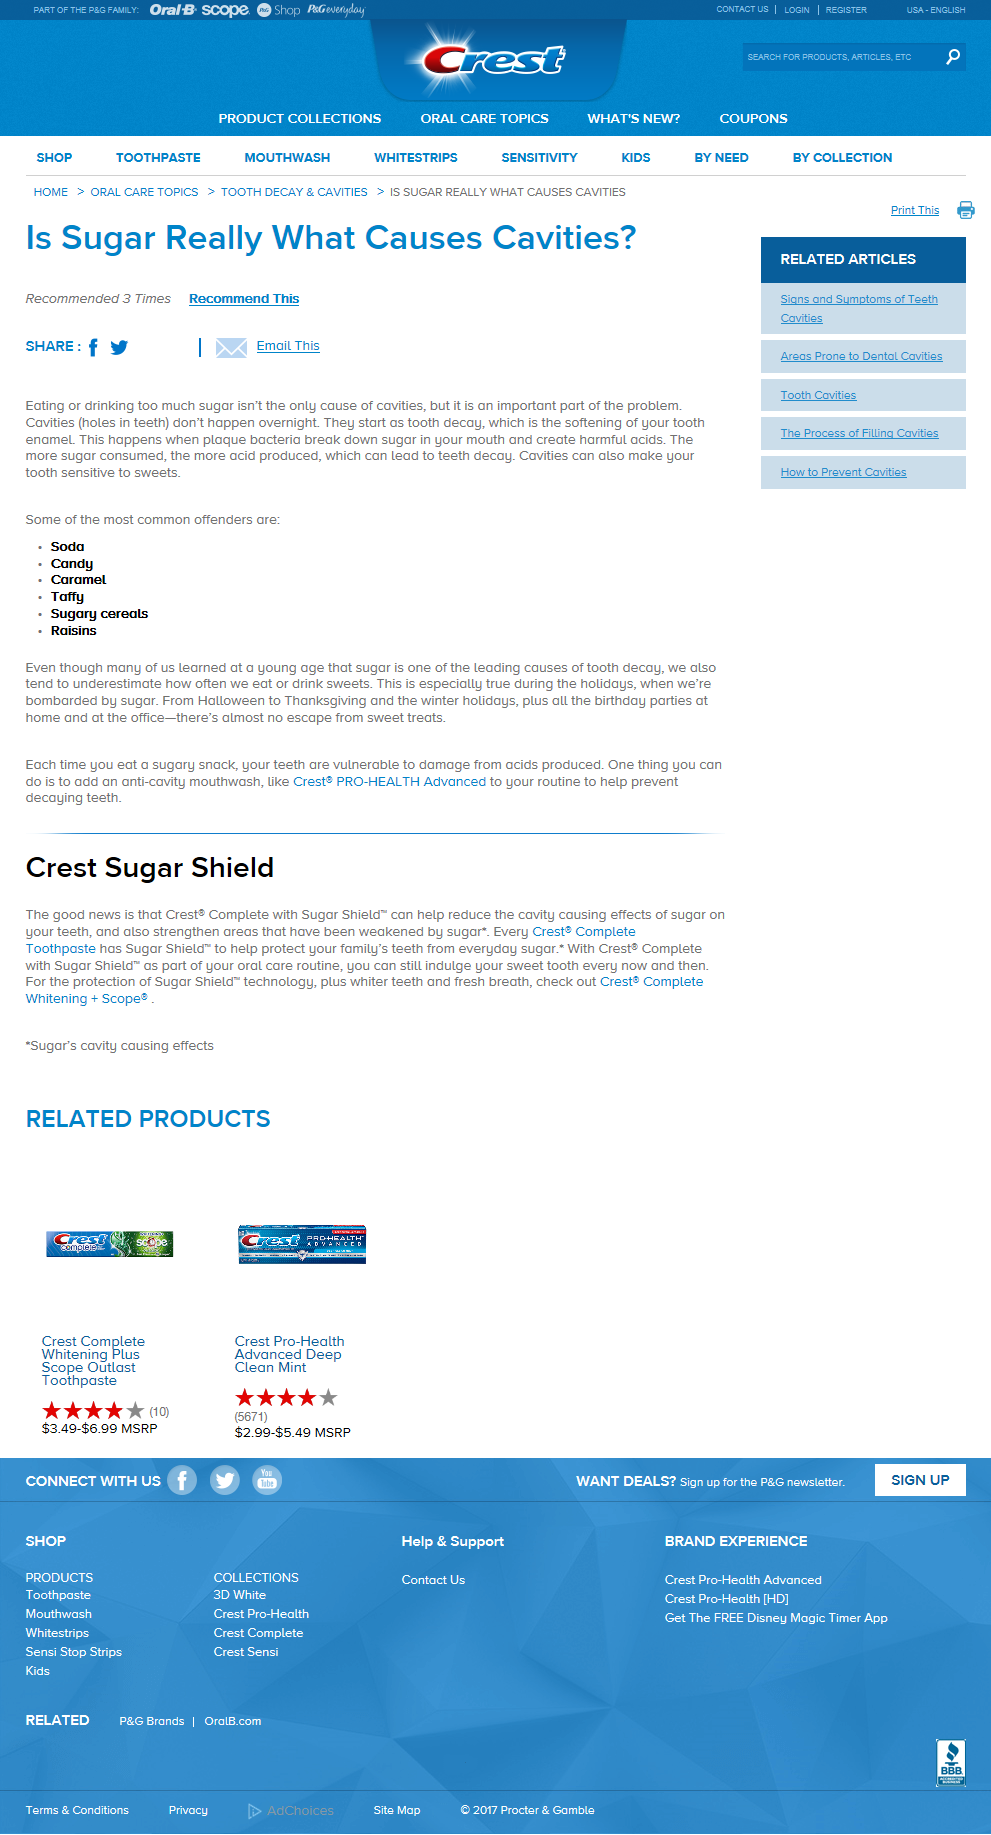 PART OF THE P&G FAMILY: Oral-B scope. P&G Shop P&G everyday CONTACT US | LOGIN | REGISTER USA - ENGLISH
Crest
SEARCH FOR PRODUCTS, ARTICLES, ETC
PRODUCT COLLECTIONS ORAL CARE TOPICS WHAT'S NEW? COUPONS
SHOP TOOTHPASTE MOUTHWASH WHITESTRIPS SENSITIVITY KIDS BY NEED BY COLLECTION
HOME > ORAL CARE TOPICS > TOOTH DECAY & CAVITIES > IS SUGAR REALLY WHAT CAUSES CAVITIES
Print This
Is Sugar Really What Causes Cavities?
Recommended 3 Times Recommend This
SHARE : | Email This
RELATED ARTICLES
Signs and Symptoms of Teeth
Cavities
Areas Prone to Dental Cavities
Tooth Cavities
The Process of Filling Cavities
How to Prevent Cavities
Eating or drinking too much sugar isn't the only cause of cavities, but it is an important part of the problem.
Cavities (holes in teeth) don't happen overnight. They start as tooth decay, which is the softening of your tooth
enamel. This happens when plaque bacteria break down sugar in your mouth and create harmful acids. The
more sugar consumed, the more acid produced, which can lead to teeth decay. Cavities can also make your
tooth sensitive to sweets.
Some of the most common offenders are:
• Soda
• Candy
• Caramel
• Taffy
• Sugary cereals
• Raisins
Even though many of us learned at a young age that sugar is one of the leading causes of tooth decay, we also
tend to underestimate how often we eat or drink sweets. This is especially true during the holidays, when we're
bombarded by sugar. From Halloween to Thanksgiving and the winter holidays, plus all the birthday parties at
home and at the office—there's almost no escape from sweet treats.
Each time you eat a sugary snack, your teeth are vulnerable to damage from acids produced. One thing you can
do is to add an anti-cavity mouthwash, like Crest® PRO-HEALTH Advanced to your routine to help prevent
decaying teeth.
Crest Sugar Shield
The good news is that Crest® Complete with Sugar Shield™ can help reduce the cavity causing effects of sugar on
your teeth, and also strengthen areas that have been weakened by sugar*. Every Crest® Complete
Toothpaste has Sugar Shield™ to help protect your family's teeth from everyday sugar.* With Crest® Complete
with Sugar Shield™ as part of your oral care routine, you can still indulge your sweet tooth every now and then.
For the protection of Sugar Shield™ technology, plus whiter teeth and fresh breath, check out Crest® Complete
Whitening + Scope® .
*Sugar's cavity causing effects
RELATED PRODUCTS
Crest complete scope
Crest PRO-HEALTH ADVANCED
Crest Complete
Whitening Plus
Scope Outlast
Toothpaste
(10)
$3.49-$6.99 MSRP
Crest Pro-Health
Advanced Deep
Clean Mint
(5671)
$2.99-$5.49 MSRP
CONNECT WITH US You Tube WANT DEALS? Sign up for the P&G newsletter. SIGN UP
SHOP Help & Support BRAND EXPERIENCE
PRODUCTS
Toothpaste
Mouthwash
Whitestrips
Sensi Stop Strips
Kids
COLLECTIONS
3D White
Crest Pro-Health
Crest Complete
Crest Sensi
Contact Us
Crest Pro-Health Advanced
Crest Pro-Health [HD]
Get The FREE Disney Magic Timer App
RELATED P&G Brands | OralB.com
BBB
ACCREDITED
BUSINESS
Terms & Conditions Privacy AdChoices Site Map © 2017 Procter & Gamble